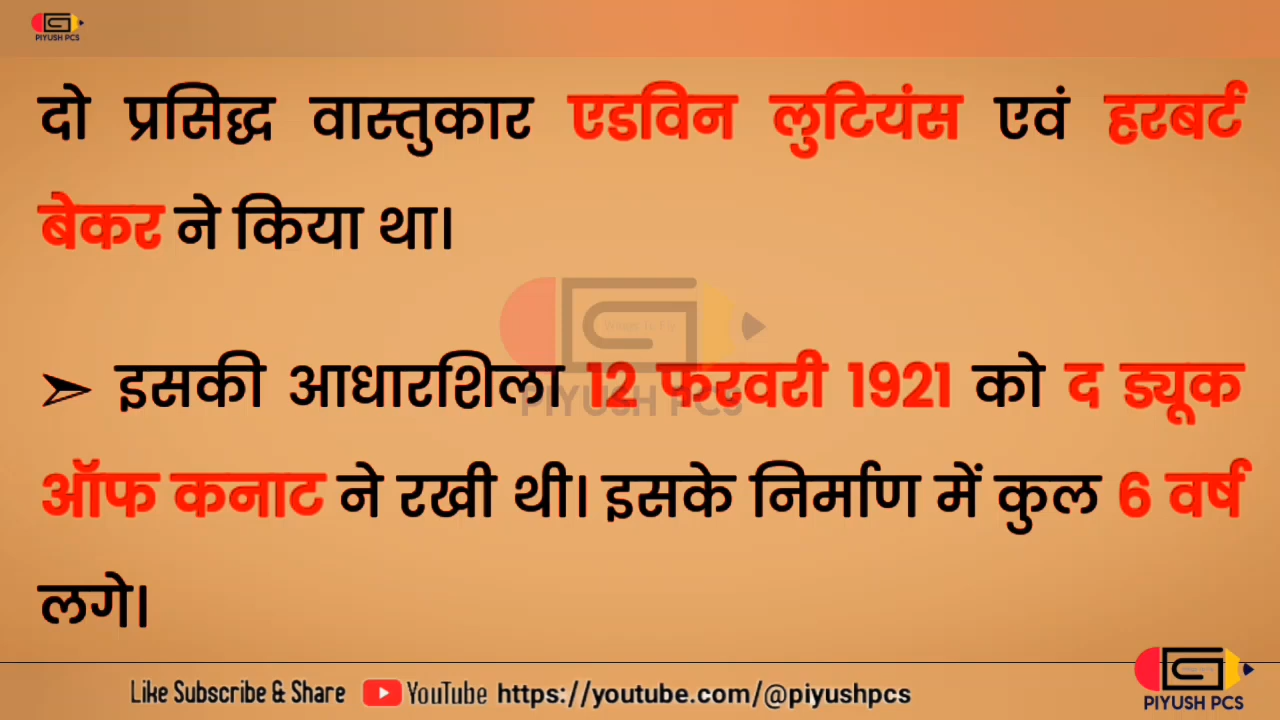 PIYUSH PCS
दो प्रसिद्ध वास्तुकार एडविन लुटियंस एवं हरबर्ट
बेकर ने किया था।
➢ इसकी आधारशिला 12 फरवरी 1921 को द ड्यूक
PIYUSH PCS
ऑफ कनाट ने रखी थी। इसके निर्माण में कुल 6 वर्ष
लगे।
Like Subscribe & Share YouTube https://youtube.com/@piyushpcs
PIYUSH PCS